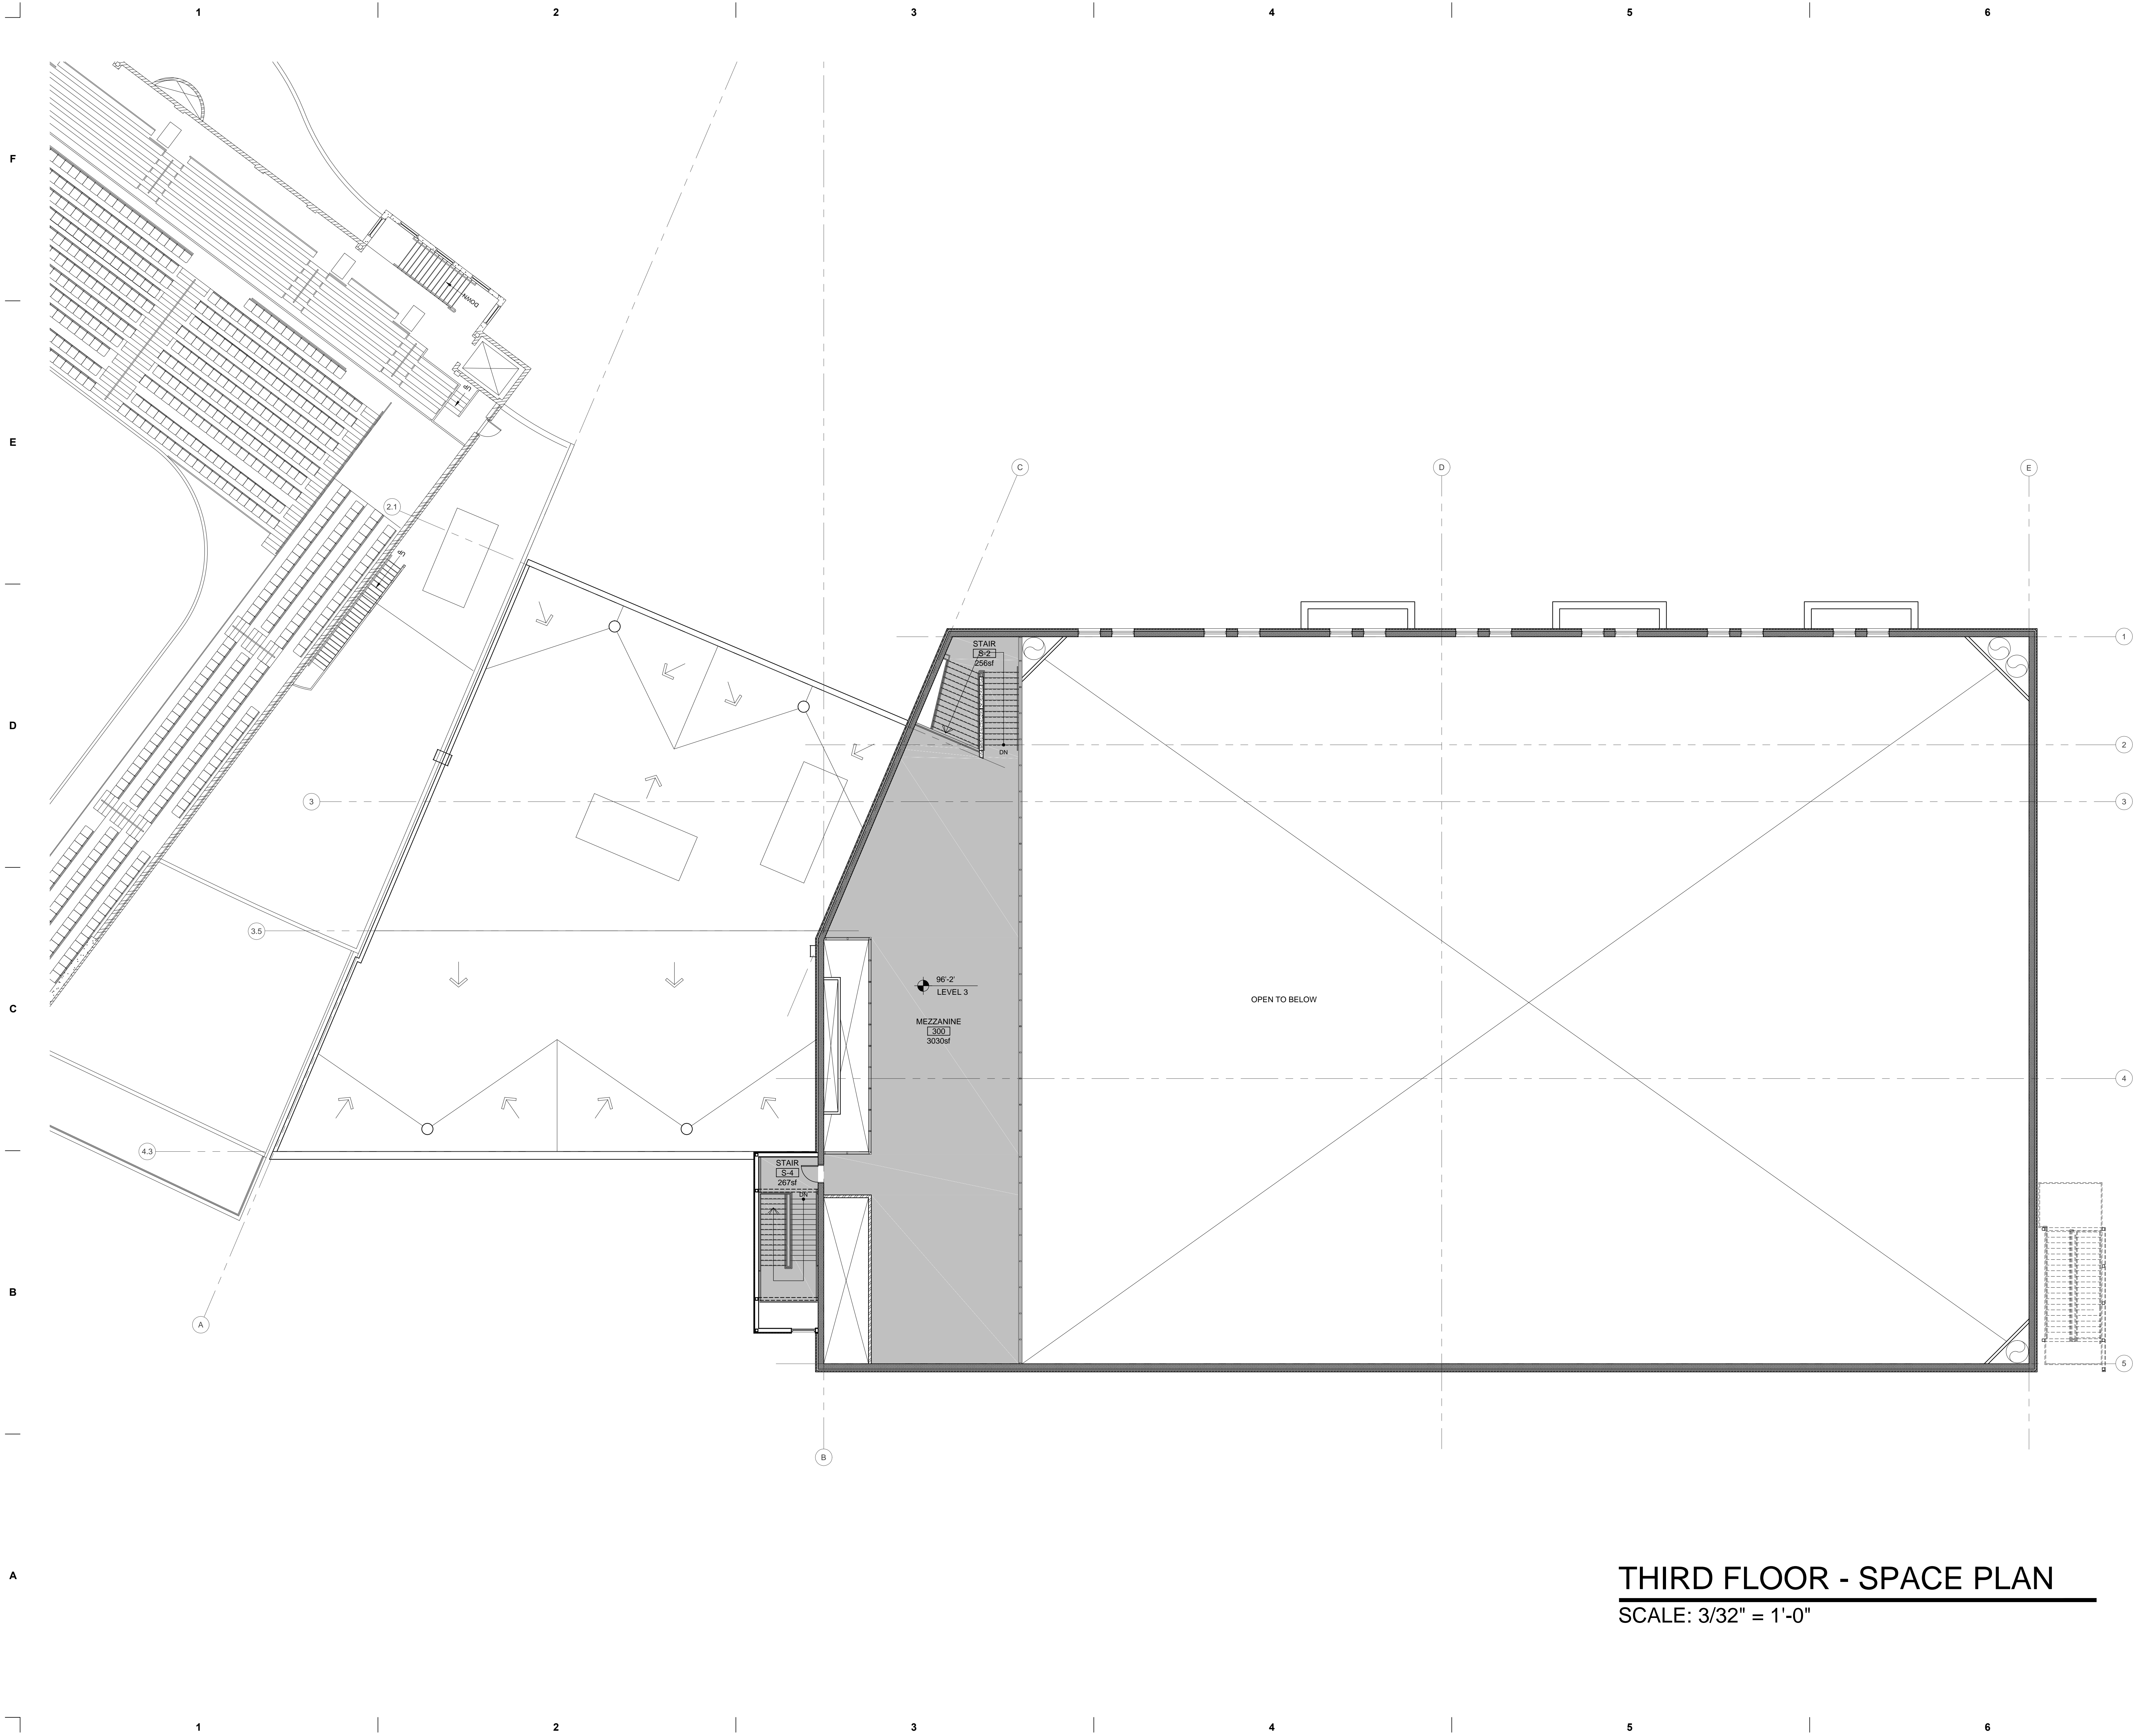 1 2 3 4 5 6
F
DOWN
UP
E
C D E
2.1
UP
1
STAIR
S-2
256sf
D
DN
2
3 3
3.5
96'-2'
LEVEL 3
OPEN TO BELOW
C
MEZZANINE
300
3030sf
4
4.3
STAIR
S-4
267sf
DN
B
A
5
B
A
THIRD FLOOR - SPACE PLAN
SCALE: 3/32" = 1'-0"
1 2 3 4 5 6